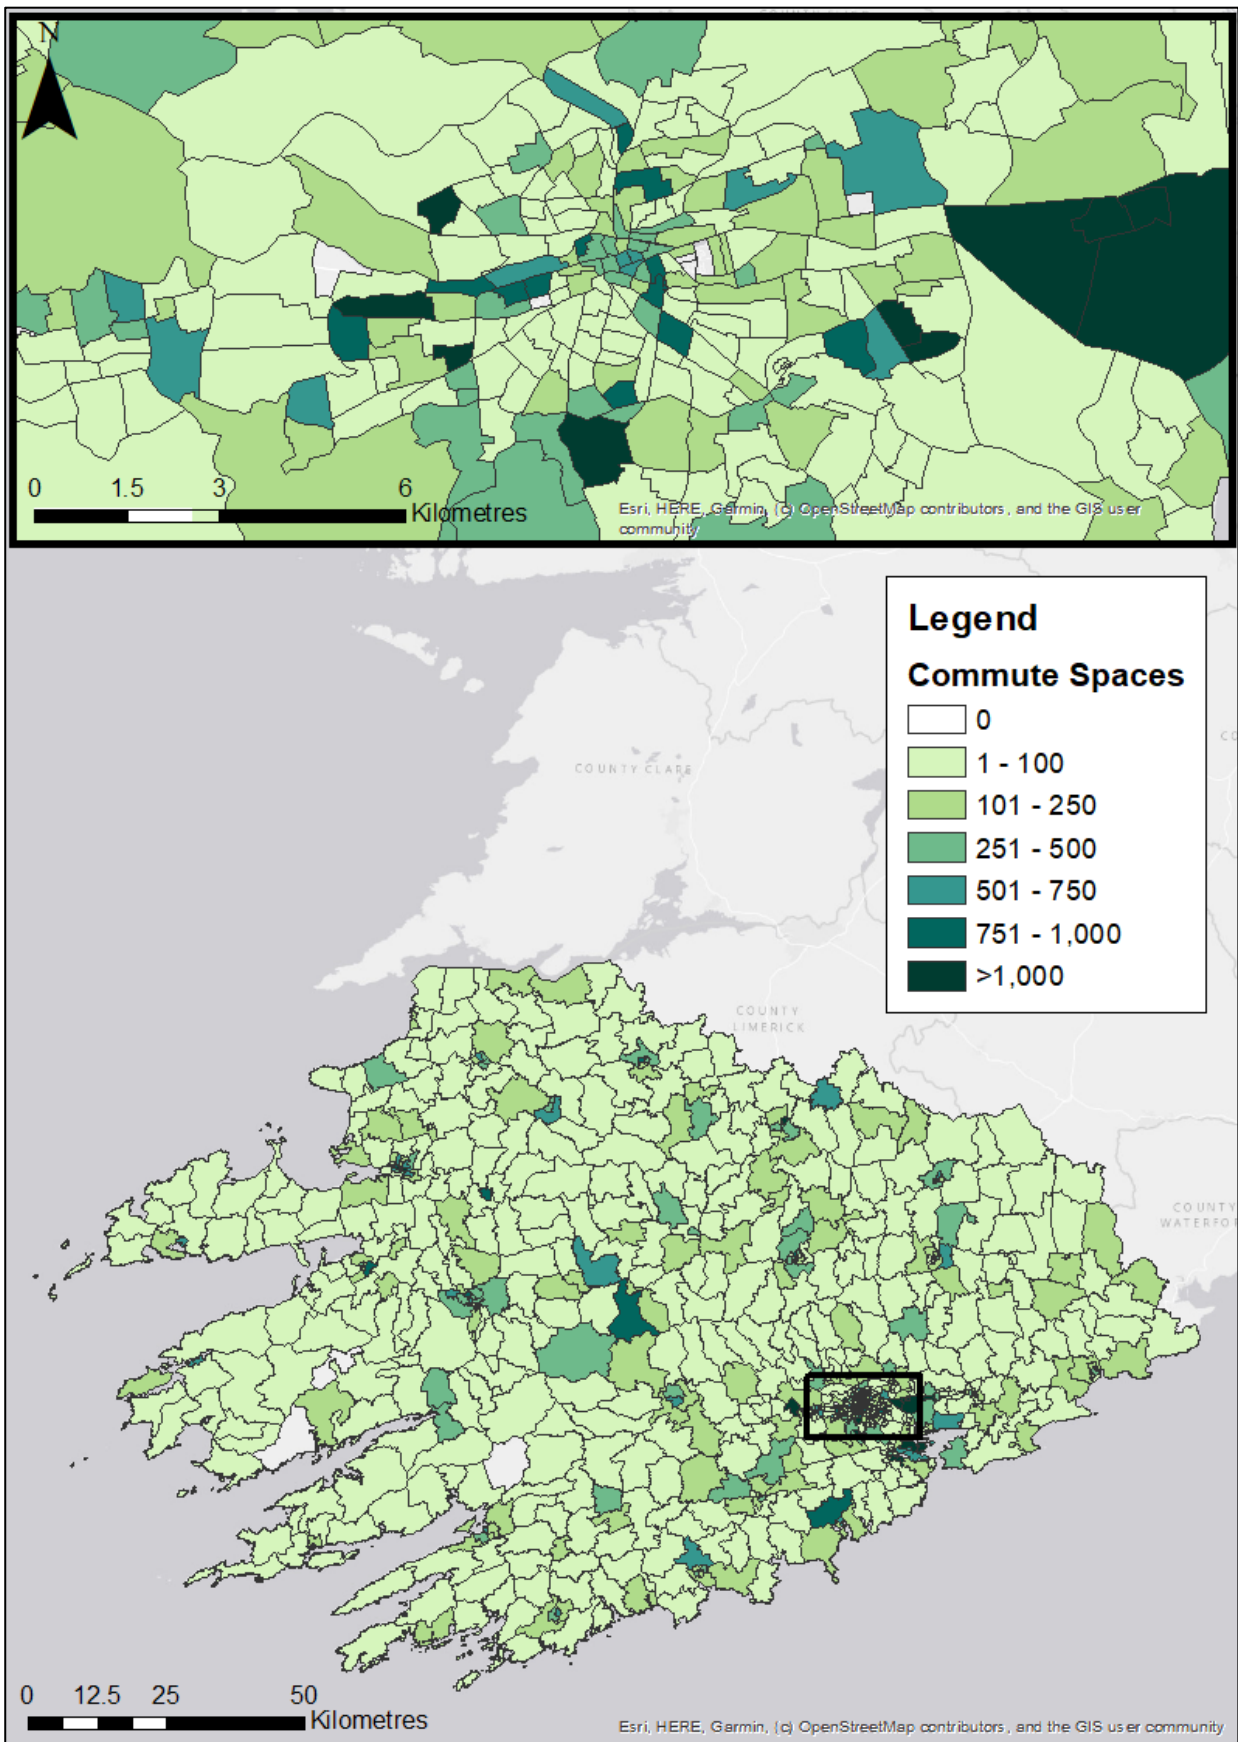 N
0 1.5 3 6
Kilometres
Esri, HERE, Garmin, (c) OpenStreetMap contributors, and the GIS user
community
Legend
Commute Spaces
0
1 - 100
101 - 250
251 - 500
501 - 750
751 - 1,000
>1,000
COUNTY CLARE
COUNTY
LIMERICK
COUNTY
0 12.5 25 50
Kilometres
Esri, HERE, Garmin, (c) OpenStreetMap contributors, and the GIS user community